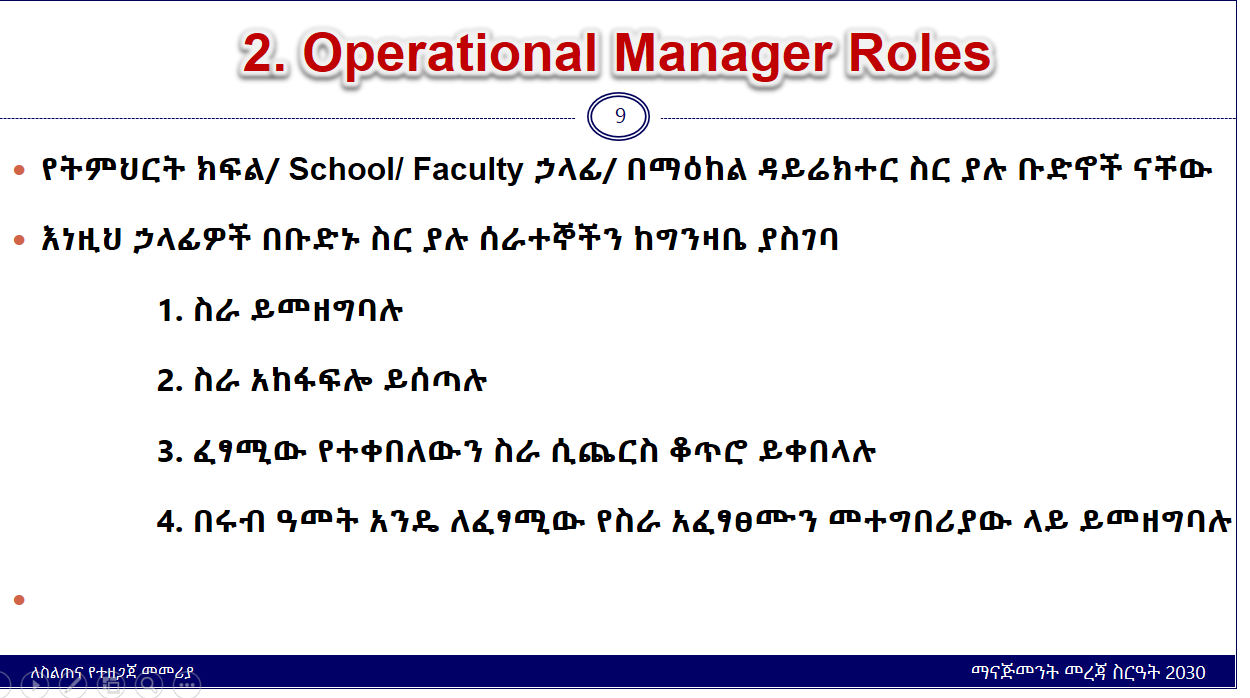 2. Operational Manager Roles
9
የትምህርት ክፍል/ School/ Faculty ኃላፊ/ በማዕከል ዳይሬክተር ስር ያሉ ቡድኖች ናቸው
እነዚህ ኃላፊዎች በቡድኑ ስር ያሉ ሰራተኞችን ከግንዛቤ ያስገባ
1. ስራ ይመዘግባሉ
2. ስራ አከፋፍሎ ይሰጣሉ
3. ፈፃሚው የተቀበለውን ስራ ሲጨርስ ቆጥሮ ይቀበላሉ
4. በሩብ ዓመት አንዴ ለፈፃሚው የስራ አፈፃፀሙን መተግበሪያው ላይ ይመዘግባሉ
ለስልጠና የተዘጋጀ መመሪያ
ማናጅመንት መረጃ ስርዓት 2030